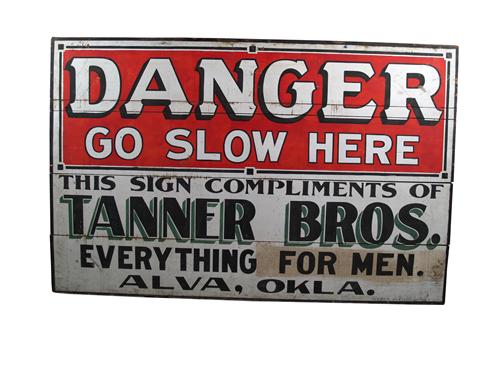 DANGER
GO SLOW HERE
THIS SIGN COMPLIMENTS OF
TANNER BROS.
EVERYTHING FOR MEN.
ALVA, OKLA.